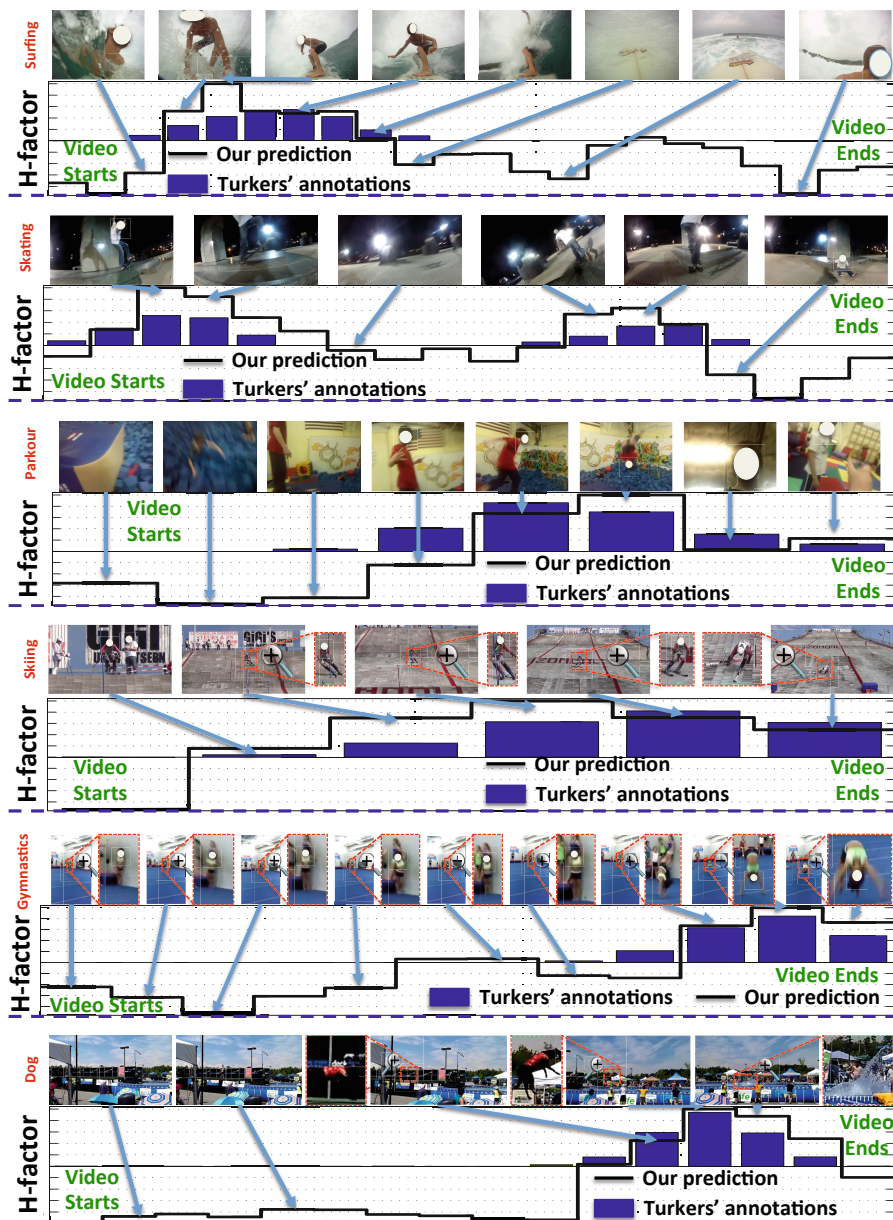 Surfing
H-factor
Video
Starts
Our prediction
Turkers' annotations
Video
Ends
Skating
H-factor
Video Starts
Our prediction
Turkers' annotations
Video
Ends
Parkour
H-factor
Video
Starts
Our prediction
Turkers' annotations
Video
Ends
Skiing
GiGi'S
H-factor
Video
Starts
Our prediction
Turkers' annotations
Video
Ends
Gymnastics
H-factor
Video Starts
Turkers' annotations
Our prediction
Video Ends
Dog
H-factor
Video
Starts
Our prediction
Turkers' annotations
Video
Ends